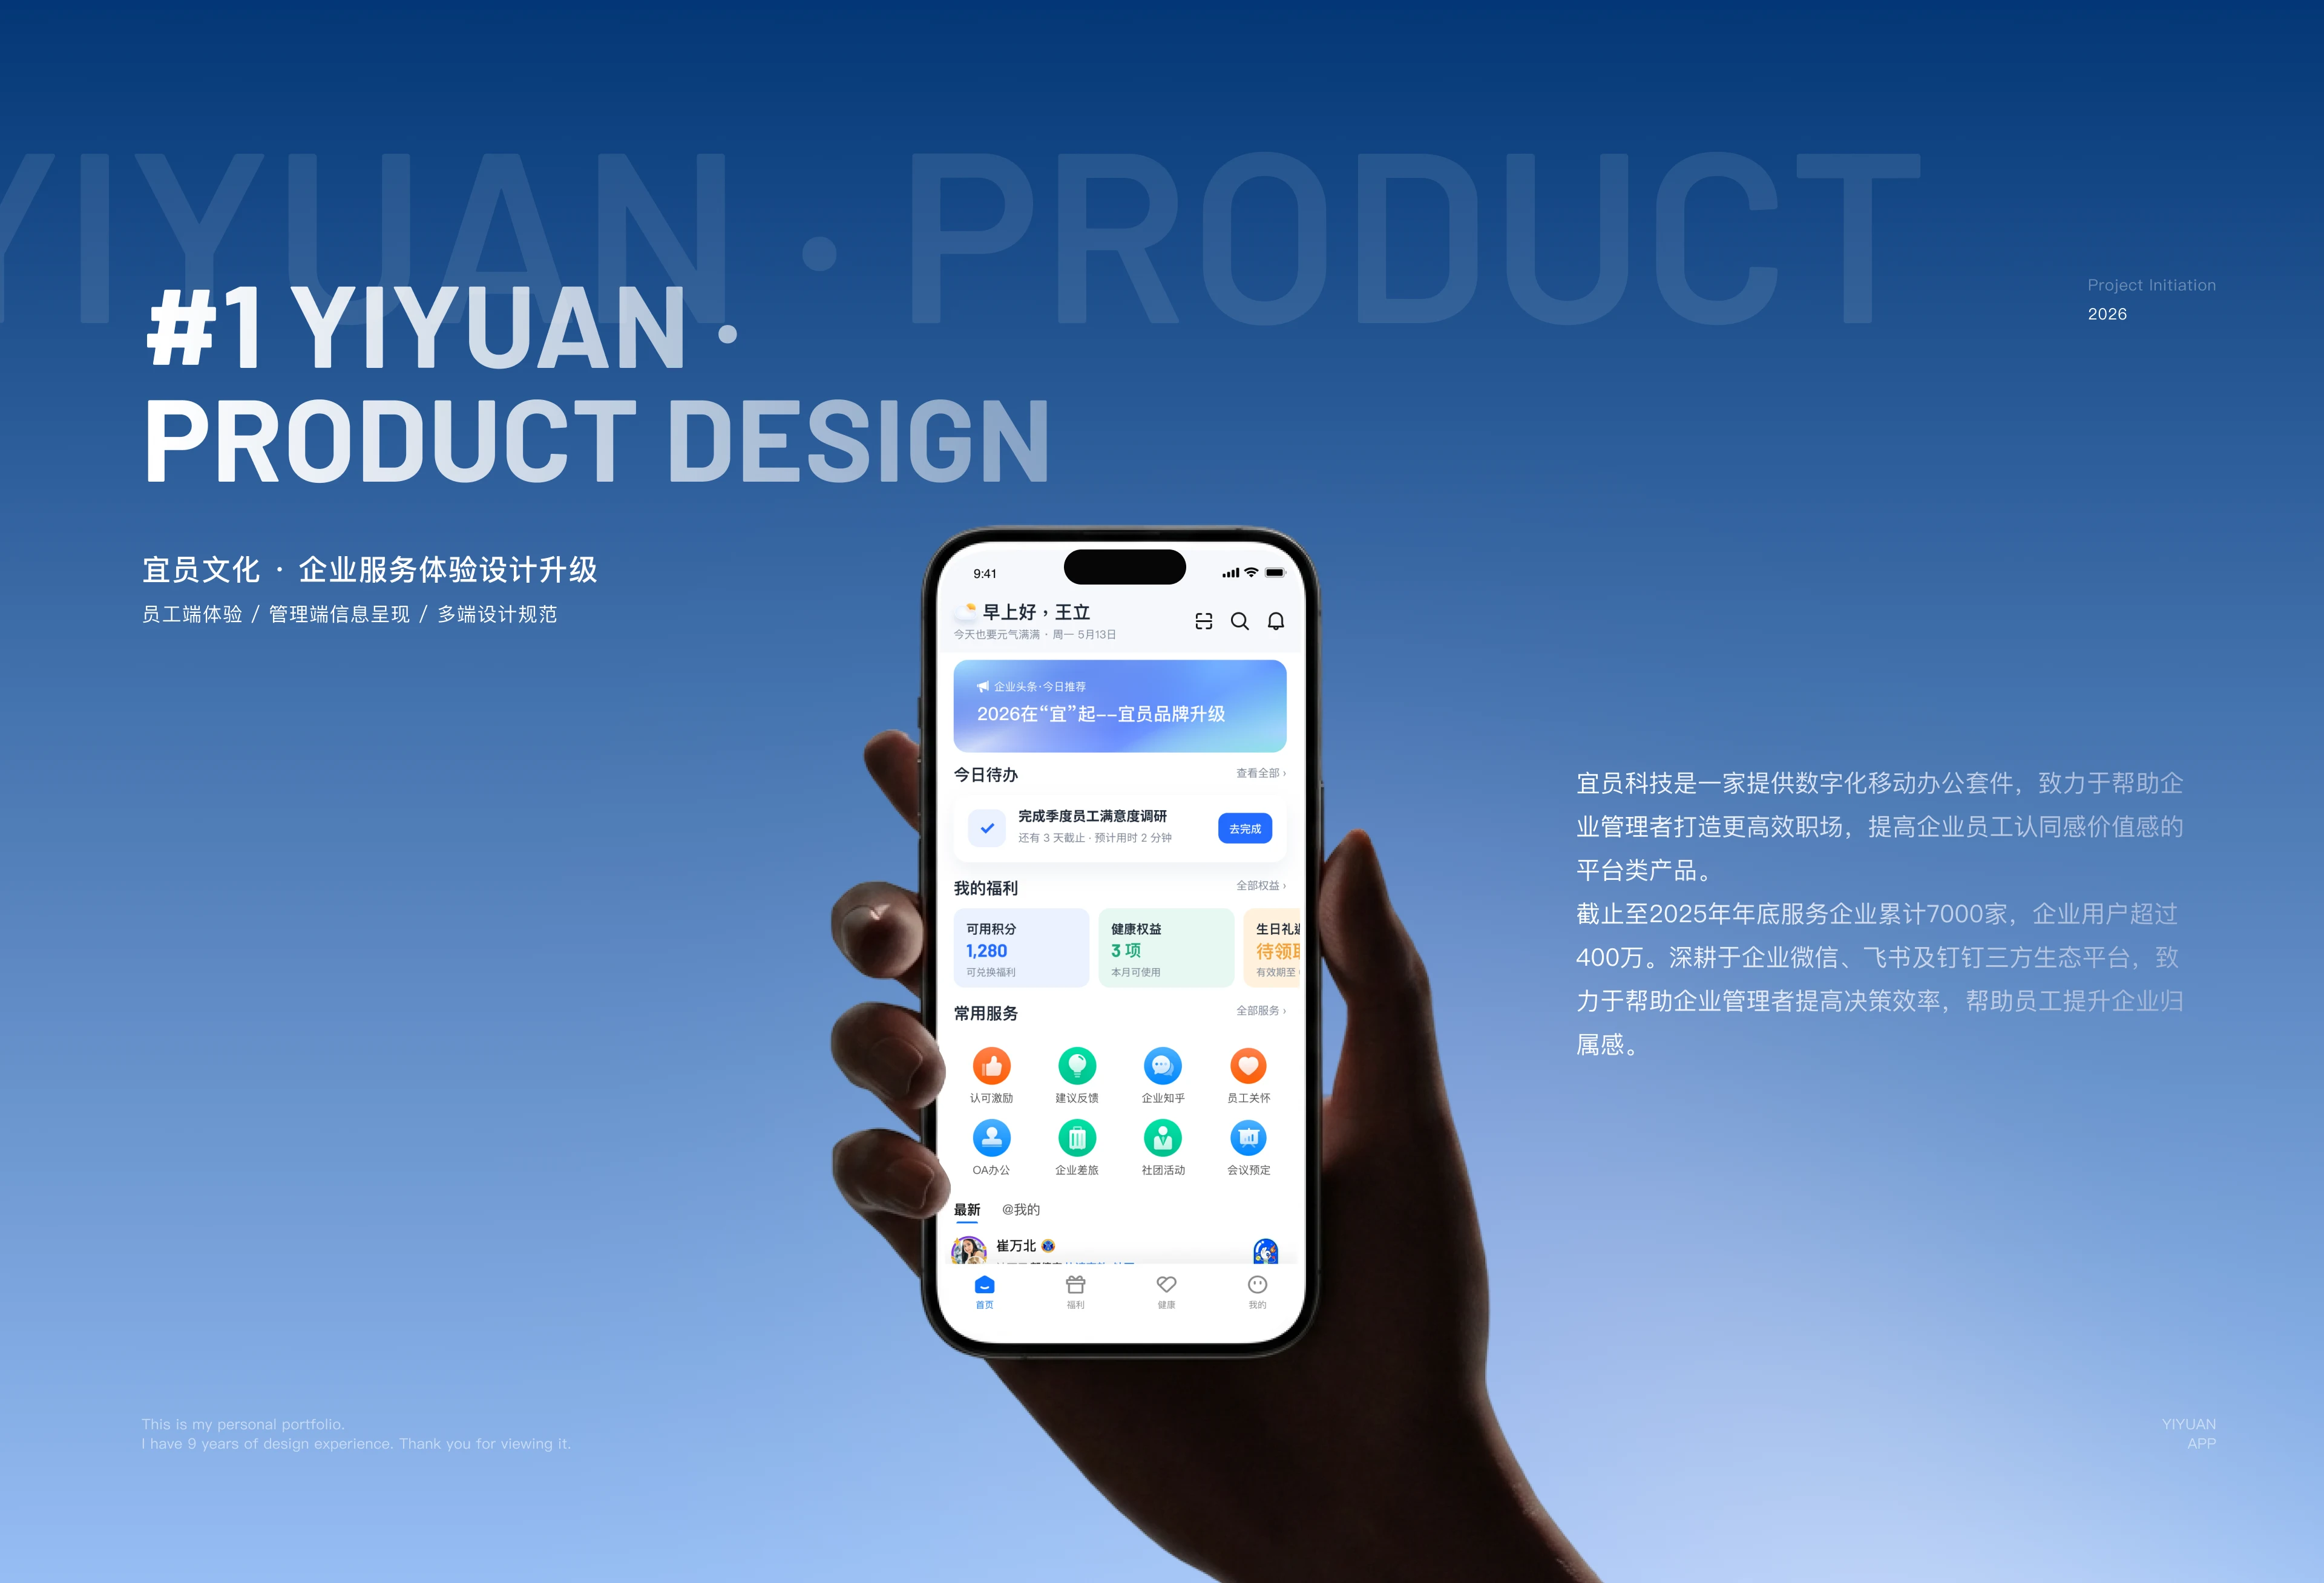 YIYUAN · PRODUCT
#1 YIYUAN ·
PRODUCT DESIGN
Project Initiation
2026
宜员文化 · 企业服务体验设计升级
员工端体验 / 管理端信息呈现 / 多端设计规范
9:41
早上好，王立
今天也要元气满满 · 周一 5月13日
企业头条·今日推荐
2026在“宜”起——宜员品牌升级
今日待办
查看全部 ›
完成季度员工满意度调研
还有 3 天截止 · 预计用时 2 分钟
去完成
我的福利
全部权益 ›
可用积分
1,280
可兑换福利
健康权益
3 项
本月可使用
生日礼
待领
有效期至
常用服务
全部服务 ›
认可激励
建议反馈
企业知乎
员工关怀
OA办公
企业差旅
社团活动
会议预定
最新
@我的
崔万北
首页
福利
健康
我的
宜员科技是一家提供数字化移动办公套件，致力于帮助企
业管理者打造更高效职场，提高企业员工认同感价值感的
平台类产品。
截止至2025年年底服务企业累计7000家，企业用户超过
400万。深耕于企业微信、飞书及钉钉三方生态平台，致
力于帮助企业管理者提高决策效率，帮助员工提升企业归
属感。
This is my personal portfolio.
I have 9 years of design experience. Thank you for viewing it.
YIYUAN
APP